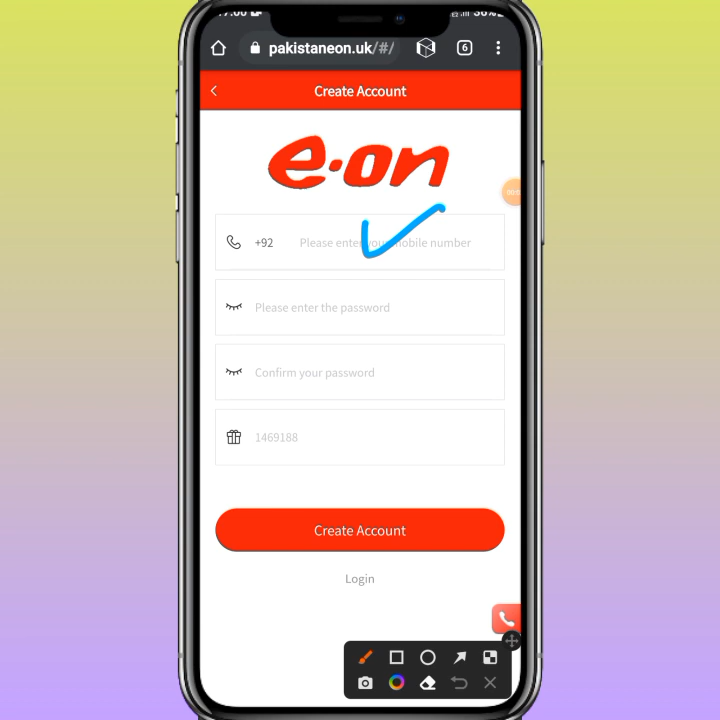 pakistaneon.uk/#/
6
Create Account
e·on
+92 Please enter your mobile number
Please enter the password
Confirm your password
1469188
Create Account
Login